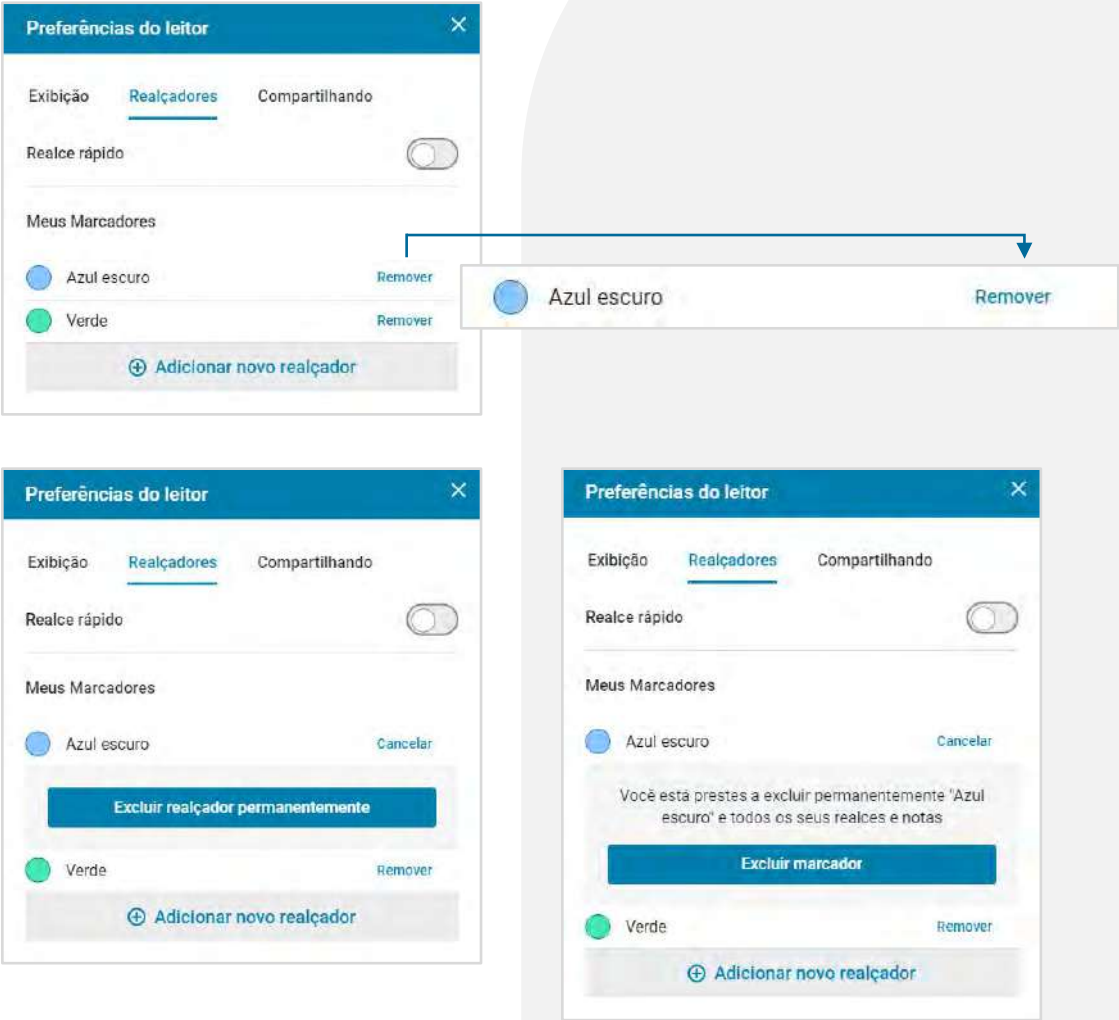 Preferências do leitor
Exibição Realçadores Compartilhando
Realce rápido
Meus Marcadores
Azul escuro Remover
Verde Remover
Adicionar novo realçador
Azul escuro Remover
Preferências do leitor
Exibição Realçadores Compartilhando
Realce rápido
Meus Marcadores
Azul escuro Cancelar
Excluir realçador permanentemente
Verde Remover
Adicionar novo realçador
Preferências do leitor
Exibição Realçadores Compartilhando
Realce rápido
Meus Marcadores
Azul escuro Cancelar
Você está prestes a excluir permanentemente "Azul
escuro" e todos os seus realces e notas
Excluir marcador
Verde Remover
Adicionar novo realçador